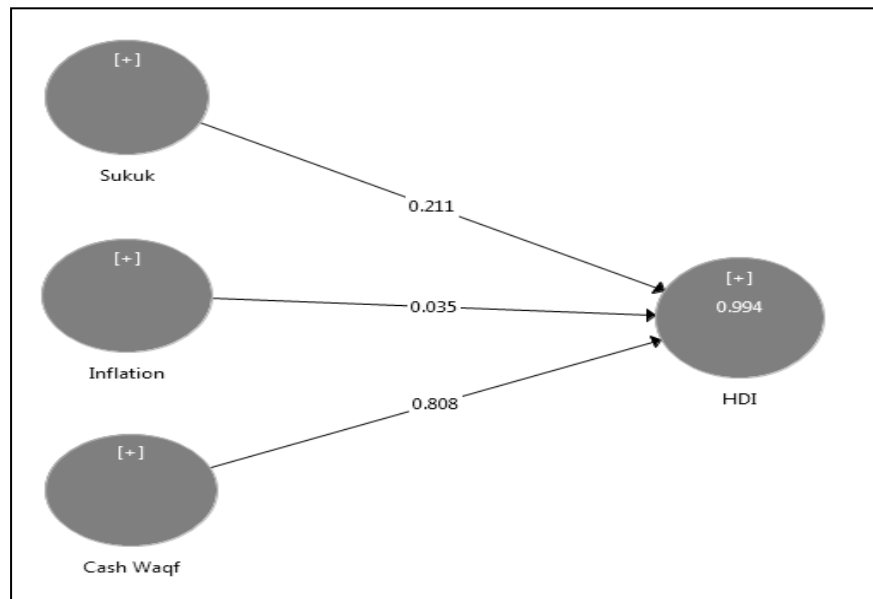 [+]
Sukuk
0.211
[+]
Inflation
0.035
[+]
0.994
HDI
0.808
[+]
Cash Waqf